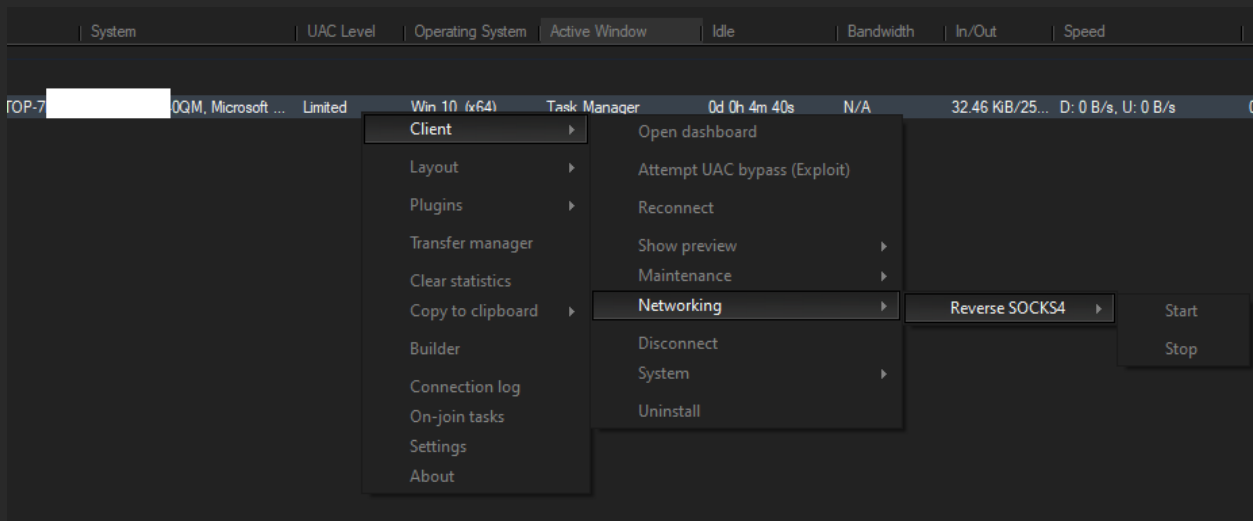 System UAC Level Operating System Active Window Idle Bandwidth In/Out Speed
TOP-7 0QM, Microsoft ... Limited Win 10 (x64) Task Manager 0d 0h 4m 40s N/A 32.46 KiB/25... D: 0 B/s, U: 0 B/s
Client
Layout
Plugins
Transfer manager
Clear statistics
Copy to clipboard
Builder
Connection log
On-join tasks
Settings
About
Open dashboard
Attempt UAC bypass (Exploit)
Reconnect
Show preview
Maintenance
Networking
Disconnect
System
Uninstall
Reverse SOCKS4
Start
Stop